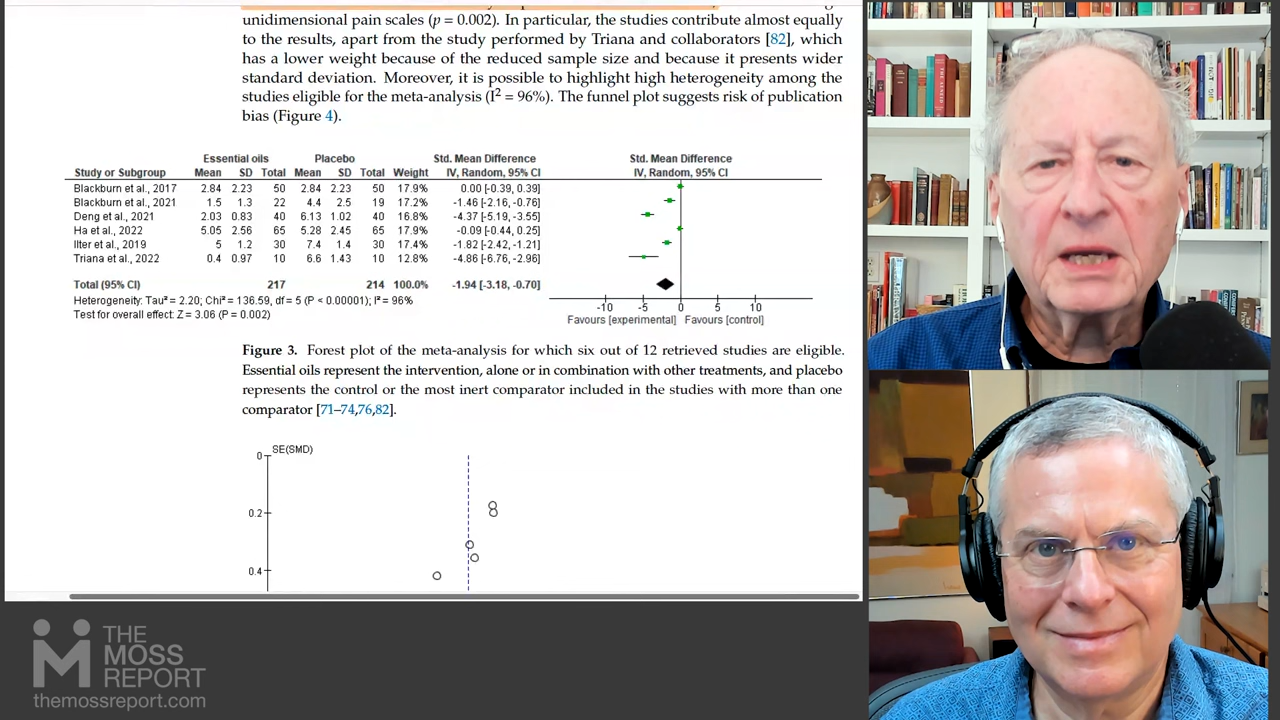 unidimensional pain scales (p = 0.002). In particular, the studies contribute almost equally
to the results, apart from the study performed by Triana and collaborators [82], which
has a lower weight because of the reduced sample size and because it presents wider
standard deviation. Moreover, it is possible to highlight high heterogeneity among the
studies eligible for the meta-analysis (I² = 96%). The funnel plot suggests risk of publication
bias (Figure 4).
Essential oils Placebo Std. Mean Difference Std. Mean Difference
Study or Subgroup Mean SD Total Mean SD Total Weight IV, Random, 95% CI IV, Random, 95% CI
Blackburn et al., 2017 2.84 2.23 50 2.84 2.23 50 17.9% 0.00 [-0.39, 0.39]
Blackburn et al., 2021 1.5 1.3 22 4.4 2.5 19 17.2% -1.46 [-2.16, -0.76]
Deng et al., 2021 2.03 0.83 40 6.13 1.02 40 16.8% -4.37 [-5.19, -3.55]
Ha et al., 2022 5.05 2.56 65 5.28 2.45 65 17.9% -0.09 [-0.44, 0.25]
Ilter et al., 2019 5 1.2 30 7.4 1.4 30 17.4% -1.82 [-2.42, -1.21]
Triana et al., 2022 0.4 0.97 10 6.6 1.43 10 12.8% -4.86 [-6.76, -2.96]
Total (95% CI) 217 214 100.0% -1.94 [-3.18, -0.70]
Heterogeneity: Tau² = 2.20; Chi² = 136.59, df = 5 (P < 0.00001); I² = 96%
Test for overall effect: Z = 3.06 (P = 0.002)
-10 -5 0 5 10
Favours [experimental] Favours [control]
Figure 3. Forest plot of the meta-analysis for which six out of 12 retrieved studies are eligible.
Essential oils represent the intervention, alone or in combination with other treatments, and placebo
represents the control or the most inert comparator included in the studies with more than one
comparator [71–74,76,82].
SE(SMD)
0
0.2
0.4
THE
MOSS
REPORT
themossreport.com